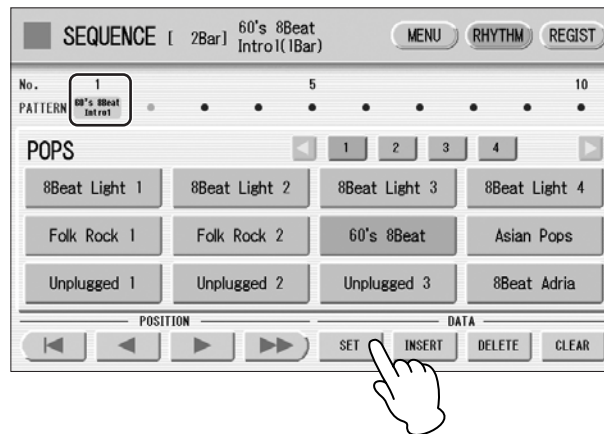 SEQUENCE [ 2Bar] 60's 8Beat Intro1(1Bar) MENU RHYTHM REGIST
No. 1 5 10
PATTERN 60's 8Beat Intro1
POPS 1 2 3 4
8Beat Light 1 8Beat Light 2 8Beat Light 3 8Beat Light 4
Folk Rock 1 Folk Rock 2 60's 8Beat Asian Pops
Unplugged 1 Unplugged 2 Unplugged 3 8Beat Adria
POSITION DATA
SET INSERT DELETE CLEAR